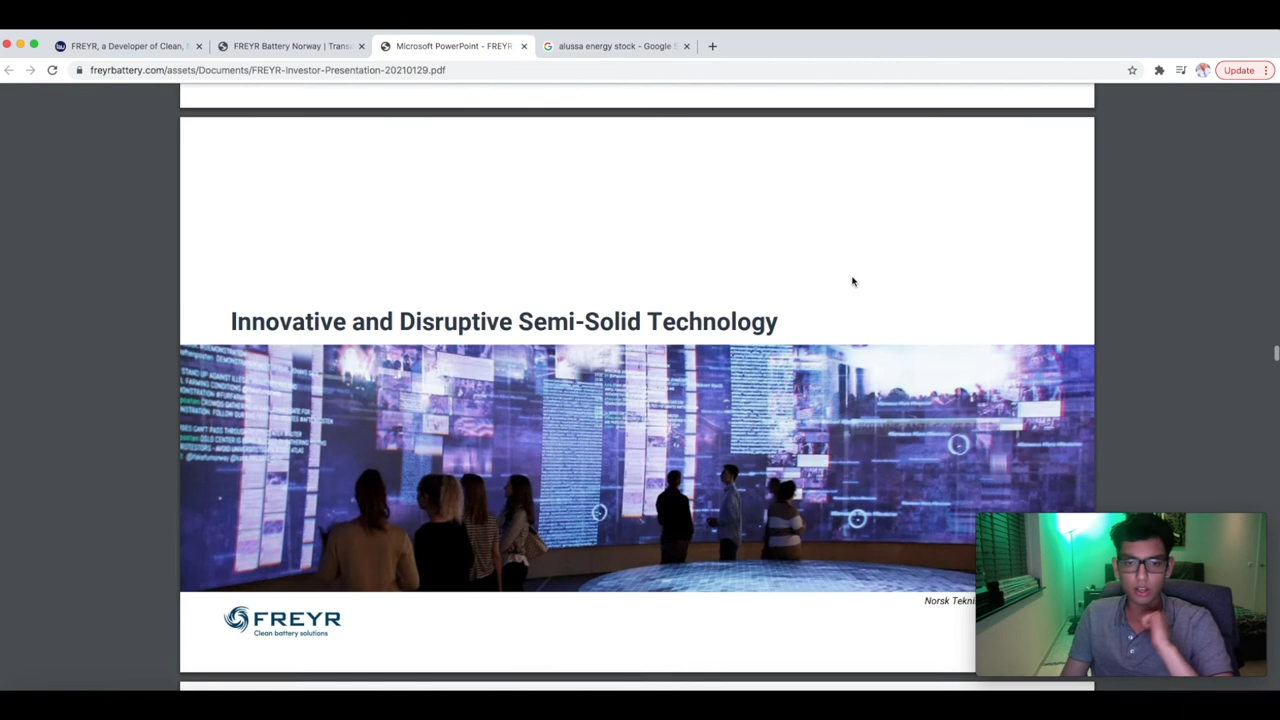 FREYR, a Developer of Clean,
FREYR Battery Norway | Trans
Microsoft PowerPoint - FREYR
alussa energy stock - Google
freyrbattery.com/assets/Documents/FREYR-Investor-Presentation-20210129.pdf
Update
Innovative and Disruptive Semi-Solid Technology
Norsk Tekni
FREYR
Clean battery solutions